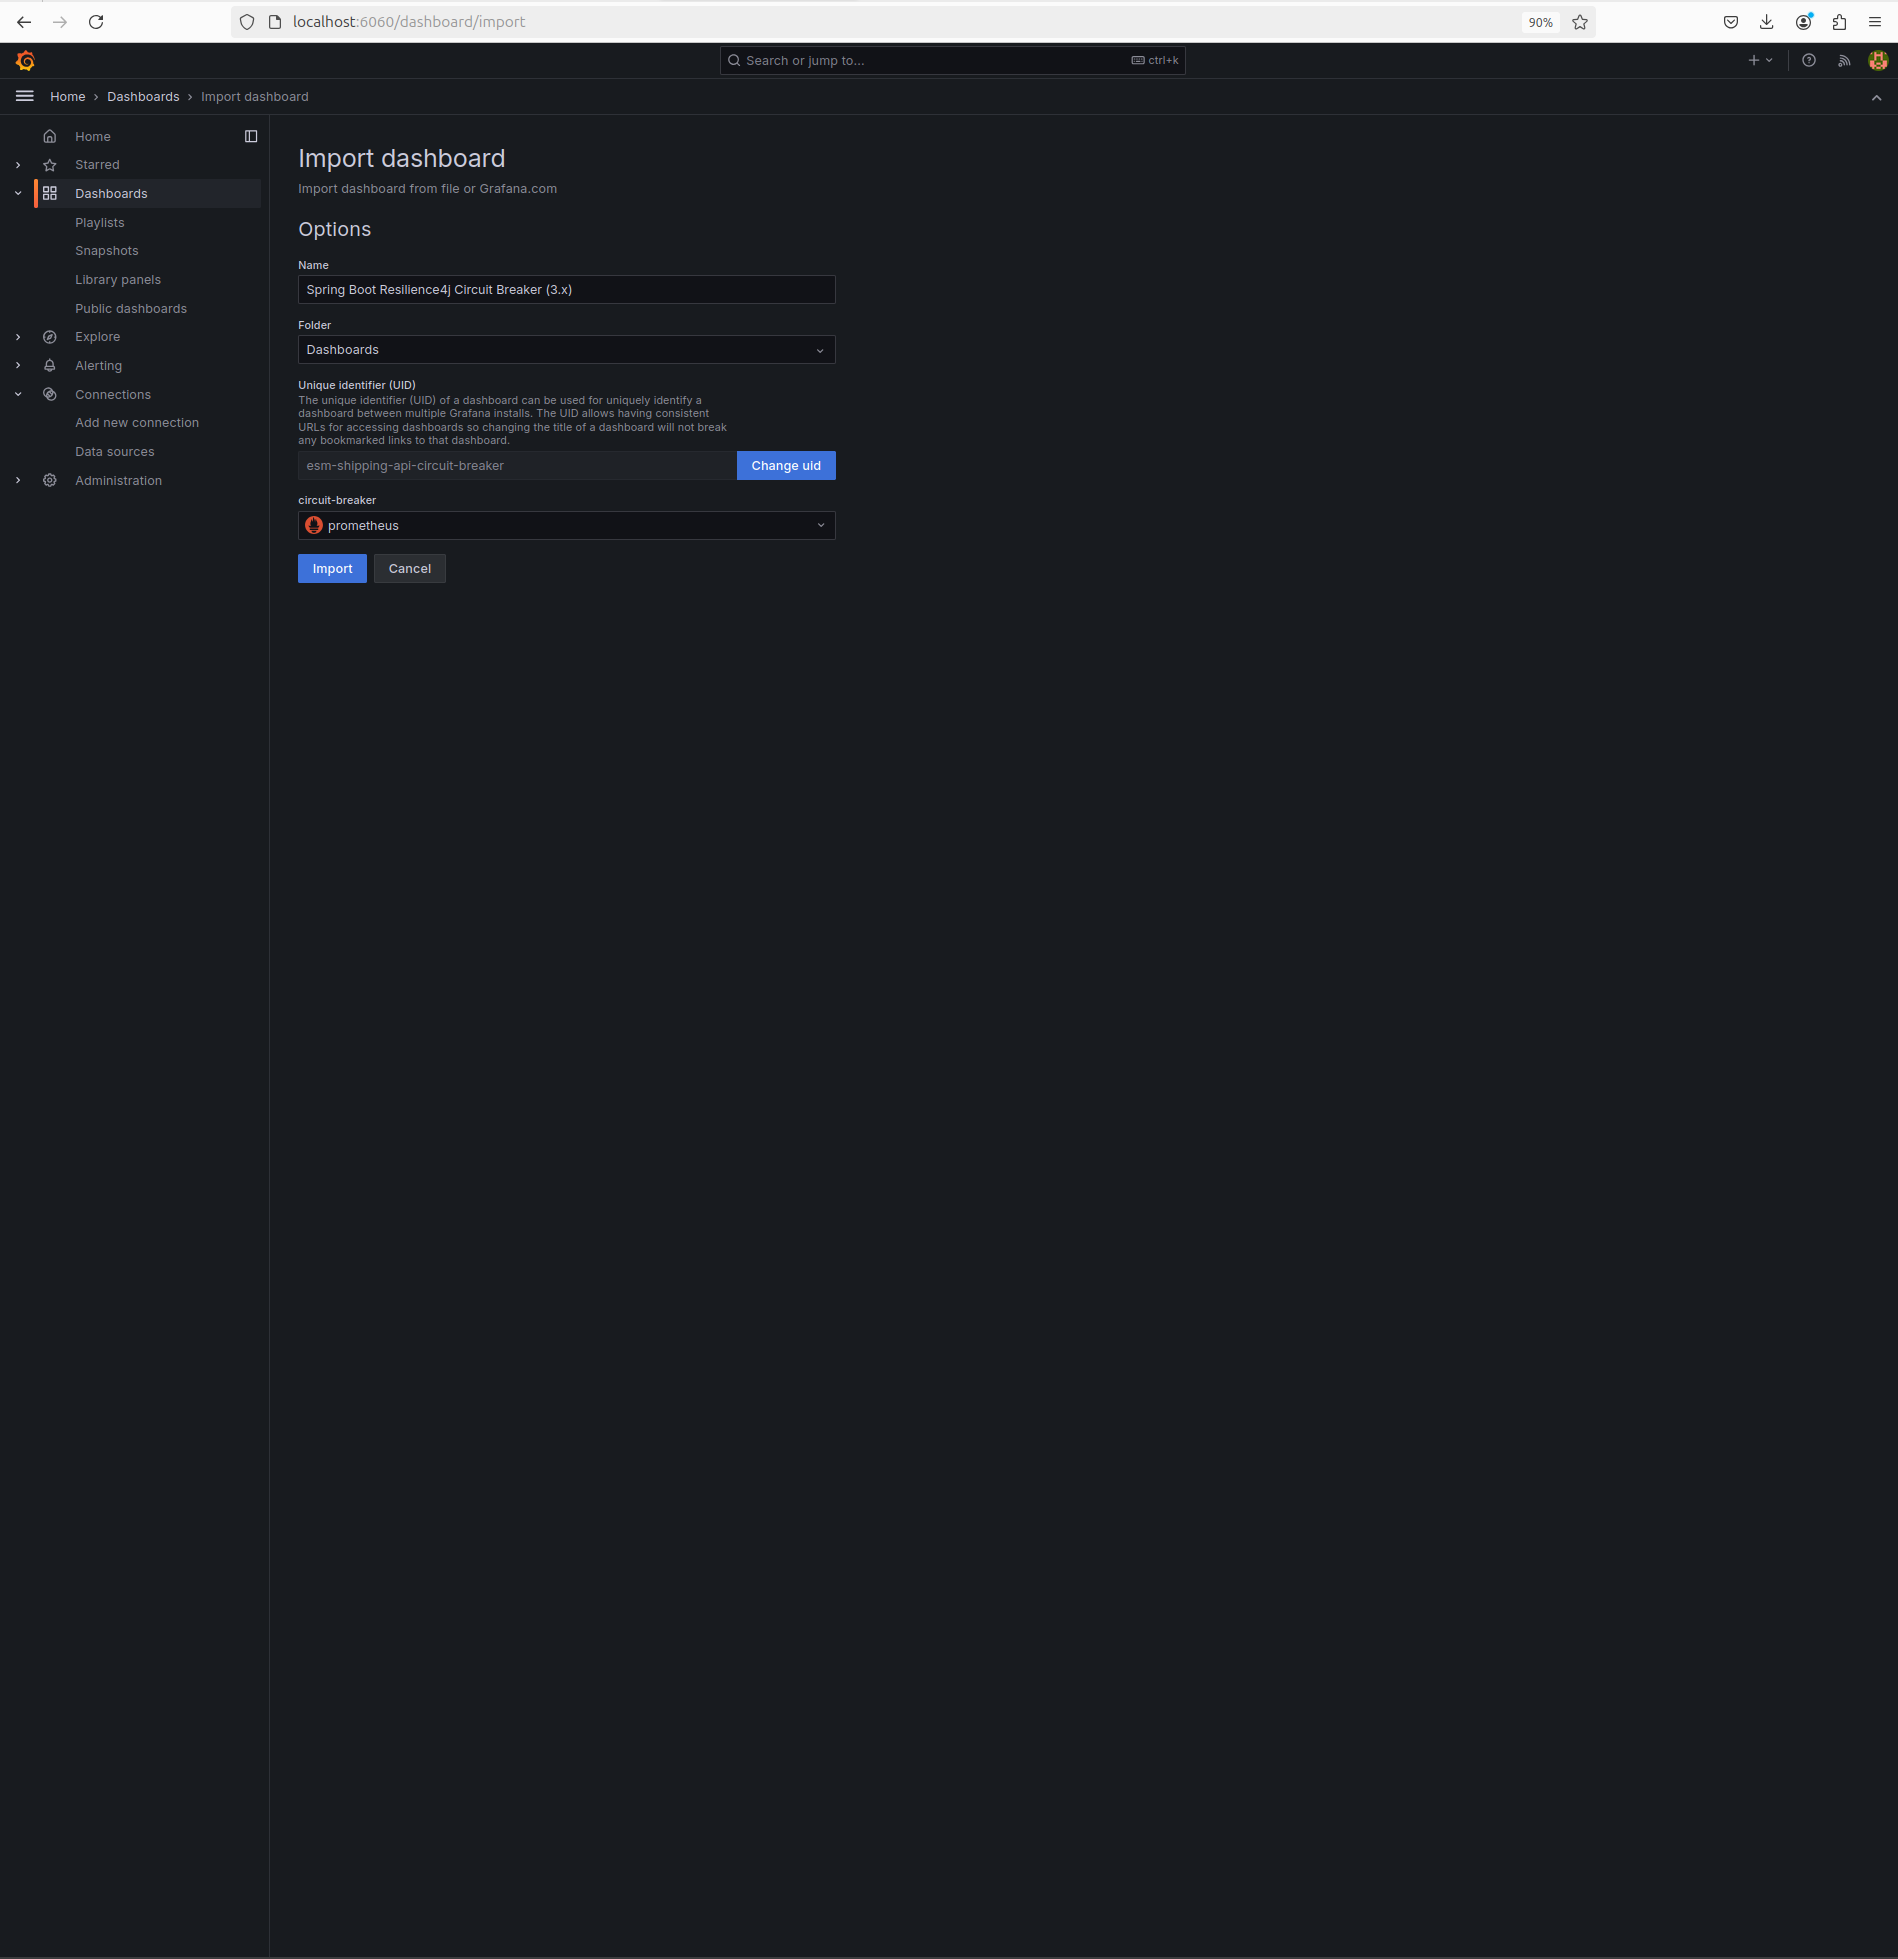 localhost:6060/dashboard/import
90%
Search or jump to...
ctrl+k
Home › Dashboards › Import dashboard
Home
Starred
Dashboards
Playlists
Snapshots
Library panels
Public dashboards
Explore
Alerting
Connections
Add new connection
Data sources
Administration
Import dashboard
Import dashboard from file or Grafana.com
Options
Name
Spring Boot Resilience4j Circuit Breaker (3.x)
Folder
Dashboards
Unique identifier (UID)
The unique identifier (UID) of a dashboard can be used for uniquely identify a
dashboard between multiple Grafana installs. The UID allows having consistent
URLs for accessing dashboards so changing the title of a dashboard will not break
any bookmarked links to that dashboard.
esm-shipping-api-circuit-breaker
Change uid
circuit-breaker
prometheus
Import
Cancel